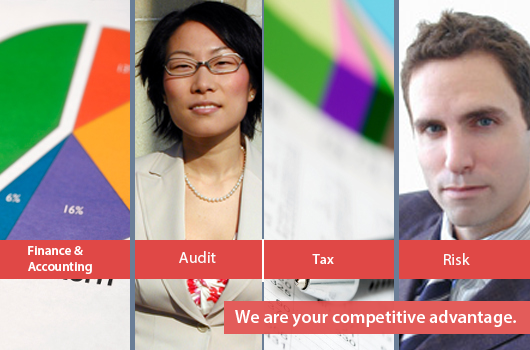 6%
16%
Finance &
Accounting
Audit
Tax
Risk
We are your competitive advantage.